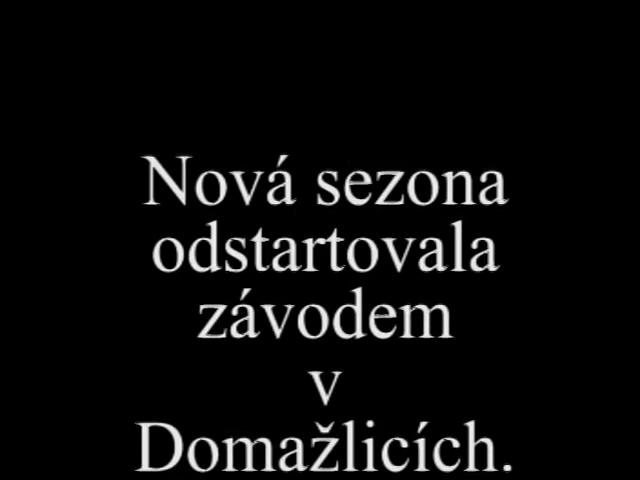 Nová sezona
odstartovala
závodem
v
Domažlicích.